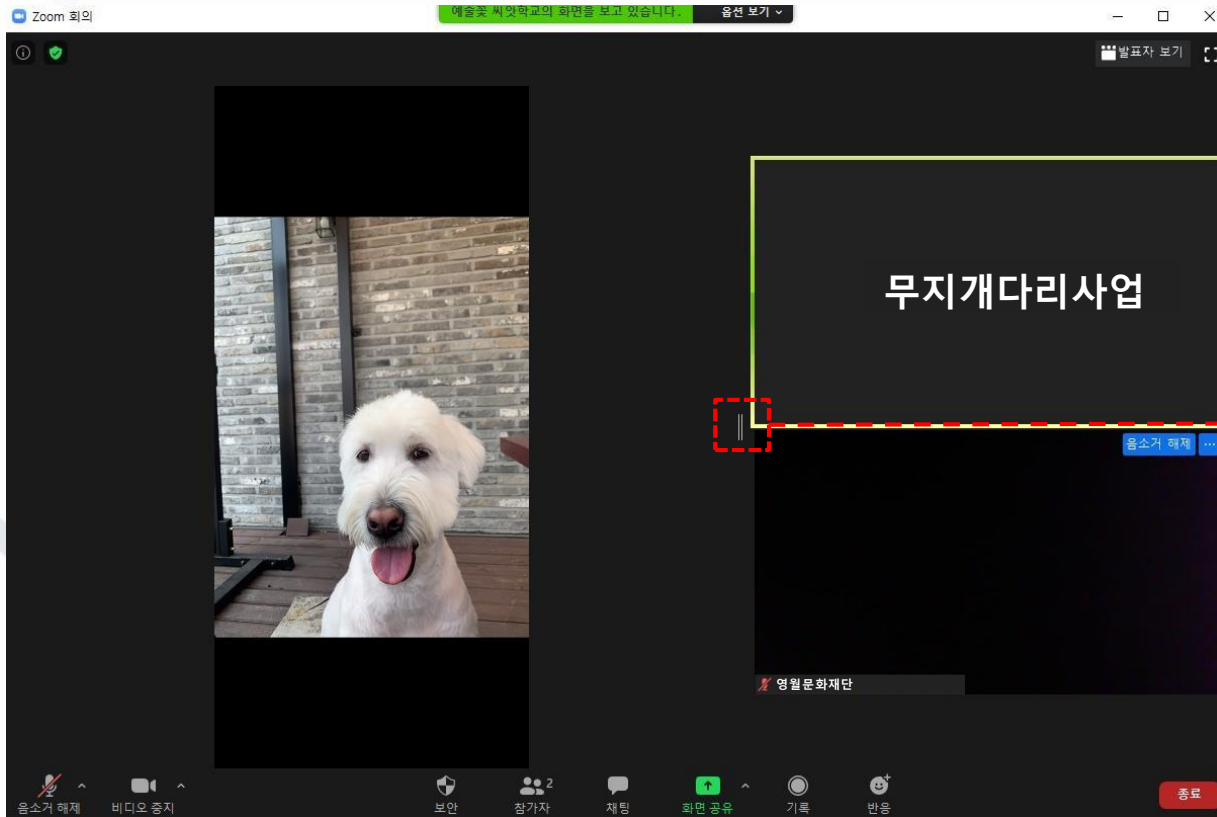 Zoom 회의
예술꽃 씨앗학교의 화면을 보고 있습니다.
옵션 보기
발표자 보기
무지개다리사업
음소거 해제
...
영월문화재단
음소거 해제
비디오 중지
보안
2
참가자
채팅
화면 공유
기록
반응
종료